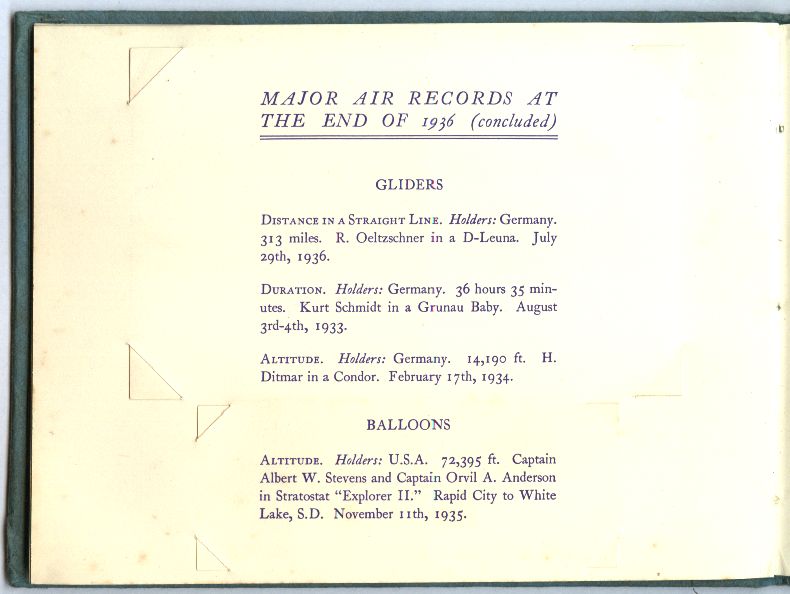 MAJOR AIR RECORDS AT
THE END OF 1936 (concluded)
GLIDERS
DISTANCE IN A STRAIGHT LINE. Holders: Germany.
313 miles. R. Oeltzschner in a D-Leuna. July
29th, 1936.
DURATION. Holders: Germany. 36 hours 35 min-
utes. Kurt Schmidt in a Grunau Baby. August
3rd-4th, 1933.
ALTITUDE. Holders: Germany. 14,190 ft. H.
Ditmar in a Condor. February 17th, 1934.
BALLOONS
ALTITUDE. Holders: U.S.A. 72,395 ft. Captain
Albert W. Stevens and Captain Orvil A. Anderson
in Stratostat "Explorer II." Rapid City to White
Lake, S.D. November 11th, 1935.